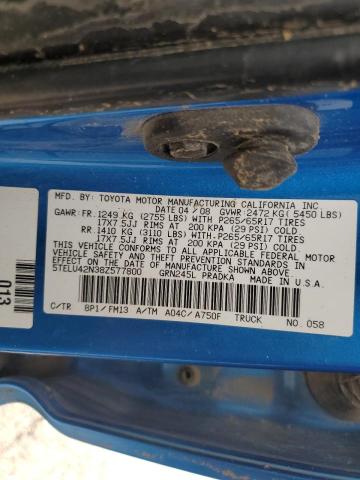 MFD. BY: TOYOTA MOTOR MANUFACTURING CALIFORNIA INC.
DATE 04/08 GVWR: 2472 KG( 5450 LBS)
GAWR: FR. 1249 KG (2755 LBS) WITH P265/65R17 TIRES
17X7.5JJ RIMS AT 200 KPA (29 PSI) COLD
RR. 1410 KG (3110 LBS) WITH P265/65R17 TIRES
17X7.5JJ RIMS AT 200 KPA (29 PSI) COLD
THIS VEHICLE CONFORMS TO ALL APPLICABLE FEDERAL MOTOR
VEHICLE SAFETY AND THEFT PREVENTION STANDARDS IN
EFFECT ON THE DATE OF MANUFACTURE SHOWN ABOVE.
5TELU42N38Z577800 GRN245L PRADKA MADE IN U.S.A.
C/TR BP1/FM13 A/TM A04C/A750F TRUCK NO. 058
013